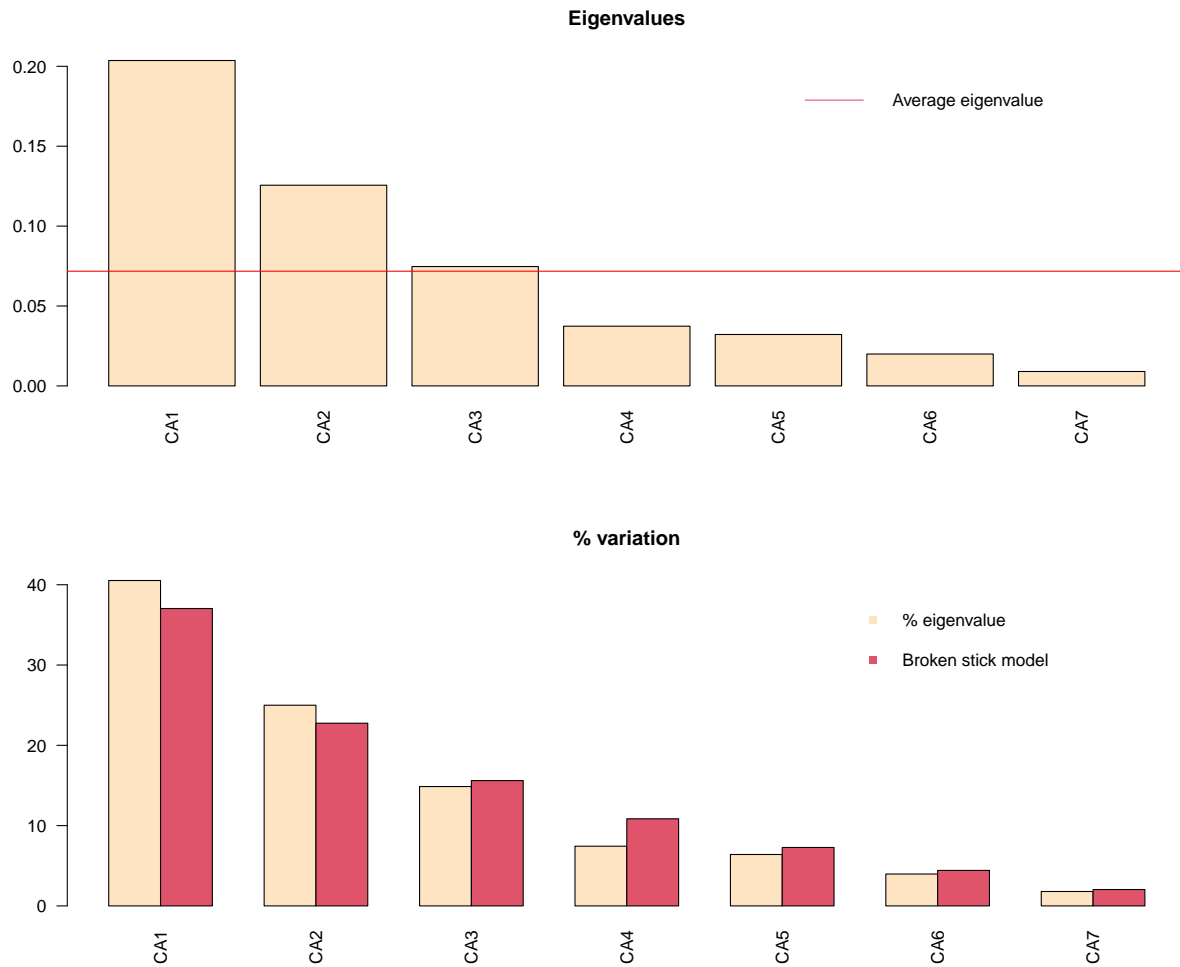 Eigenvalues
0.20
Average eigenvalue
0.15
0.10
0.05
0.00
CA1 CA2 CA3 CA4 CA5 CA6 CA7
% variation
40
% eigenvalue
Broken stick model
30
20
10
0
CA1 CA2 CA3 CA4 CA5 CA6 CA7